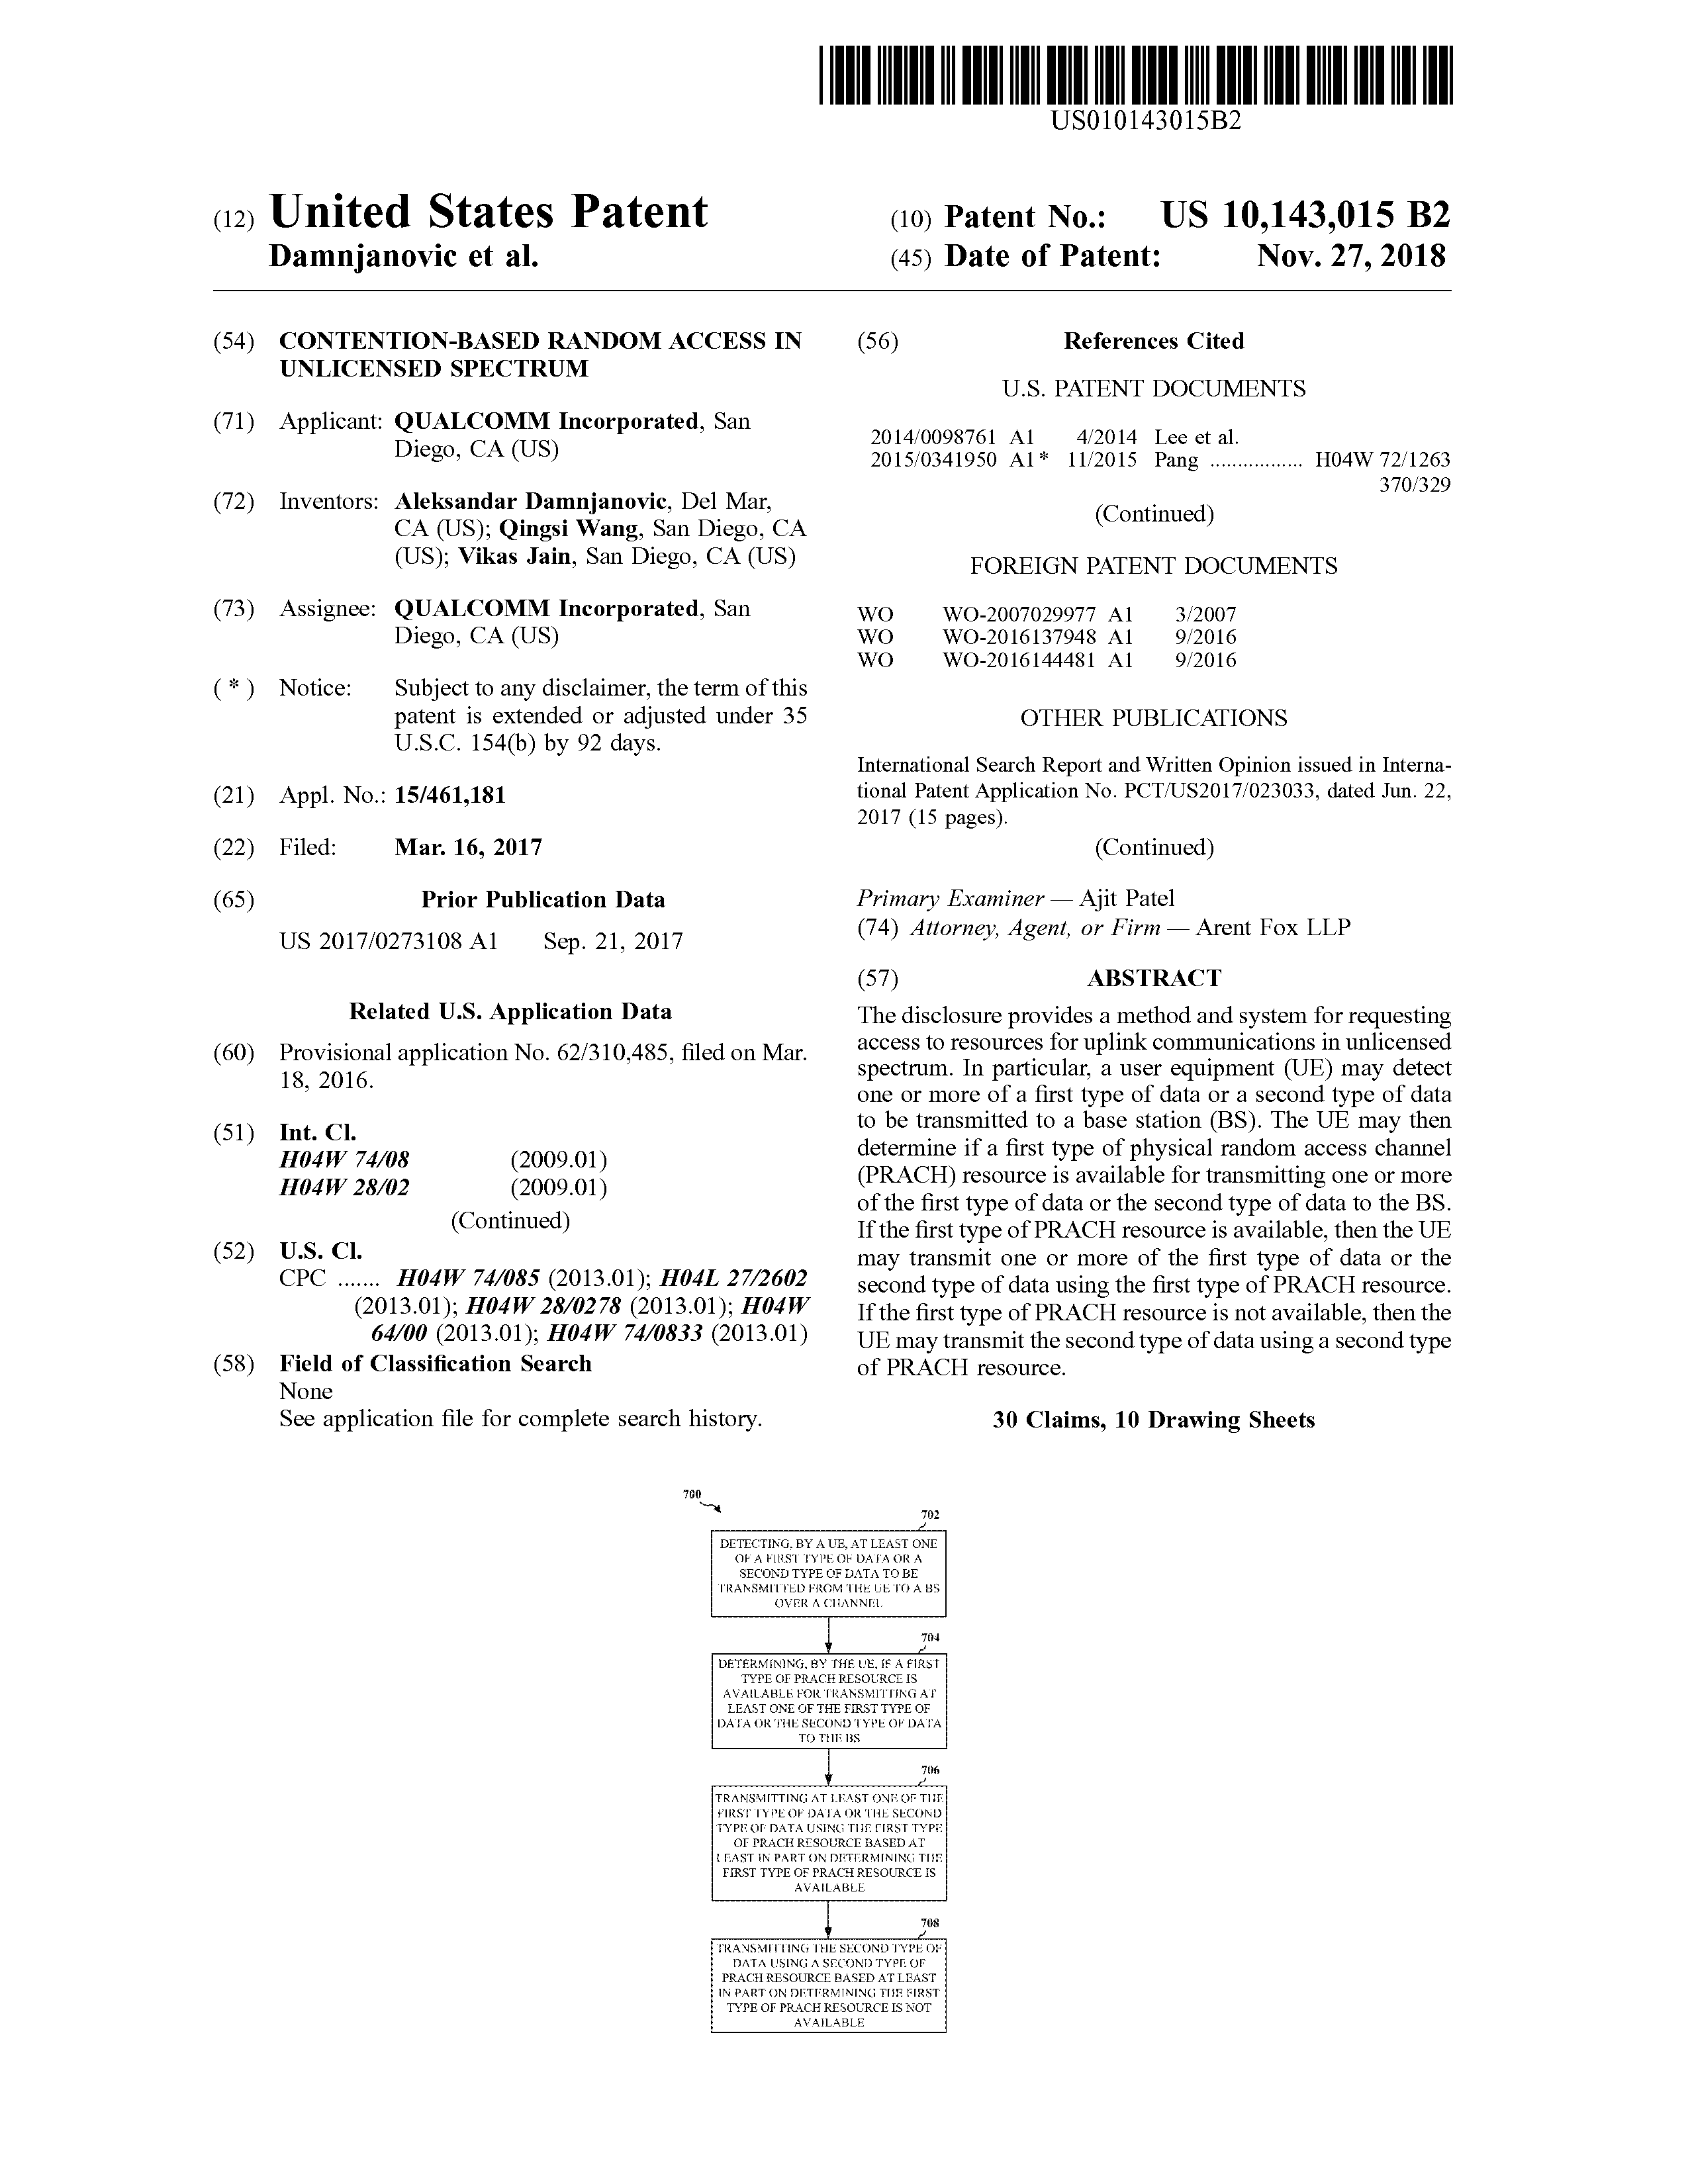 US010143015B2
(12) United States Patent
Damnjanovic et al.
(10) Patent No.: US 10,143,015 B2
(45) Date of Patent: Nov. 27, 2018
(54) CONTENTION-BASED RANDOM ACCESS IN
UNLICENSED SPECTRUM
(71) Applicant: QUALCOMM Incorporated, San
Diego, CA (US)
(72) Inventors: Aleksandar Damnjanovic, Del Mar,
CA (US); Qingsi Wang, San Diego, CA
(US); Vikas Jain, San Diego, CA (US)
(73) Assignee: QUALCOMM Incorporated, San
Diego, CA (US)
( * ) Notice: Subject to any disclaimer, the term of this
patent is extended or adjusted under 35
U.S.C. 154(b) by 92 days.
(21) Appl. No.: 15/461,181
(22) Filed: Mar. 16, 2017
(65) Prior Publication Data
US 2017/0273108 A1 Sep. 21, 2017
Related U.S. Application Data
(60) Provisional application No. 62/310,485, filed on Mar.
18, 2016.
(51) Int. Cl.
H04W 74/08 (2009.01)
H04W 28/02 (2009.01)
(Continued)
(52) U.S. Cl.
CPC ....... H04W 74/085 (2013.01); H04L 27/2602
(2013.01); H04W 28/0278 (2013.01); H04W
64/00 (2013.01); H04W 74/0833 (2013.01)
(58) Field of Classification Search
None
See application file for complete search history.
(56) References Cited
U.S. PATENT DOCUMENTS
2014/0098761 A1 4/2014 Lee et al.
2015/0341950 A1* 11/2015 Pang ................. H04W 72/1263
370/329
(Continued)
FOREIGN PATENT DOCUMENTS
WO WO-2007029977 A1 3/2007
WO WO-2016137948 A1 9/2016
WO WO-2016144481 A1 9/2016
OTHER PUBLICATIONS
International Search Report and Written Opinion issued in Interna-
tional Patent Application No. PCT/US2017/023033, dated Jun. 22,
2017 (15 pages).
(Continued)
Primary Examiner — Ajit Patel
(74) Attorney, Agent, or Firm — Arent Fox LLP
(57) ABSTRACT
The disclosure provides a method and system for requesting
access to resources for uplink communications in unlicensed
spectrum. In particular, a user equipment (UE) may detect
one or more of a first type of data or a second type of data
to be transmitted to a base station (BS). The UE may then
determine if a first type of physical random access channel
(PRACH) resource is available for transmitting one or more
of the first type of data or the second type of data to the BS.
If the first type of PRACH resource is available, then the UE
may transmit one or more of the first type of data or the
second type of data using the first type of PRACH resource.
If the first type of PRACH resource is not available, then the
UE may transmit the second type of data using a second type
of PRACH resource.
30 Claims, 10 Drawing Sheets
700
702
DETECTING, BY A UE, AT LEAST ONE
OF A FIRST TYPE OF DATA OR A
SECOND TYPE OF DATA TO BE
TRANSMITTED FROM THE UE TO A BS
OVER A CHANNEL
704
DETERMINING, BY THE UE, IF A FIRST
TYPE OF PRACH RESOURCE IS
AVAILABLE FOR TRANSMITTING AT
LEAST ONE OF THE FIRST TYPE OF
DATA OR THE SECOND TYPE OF DATA
TO THE BS
706
TRANSMITTING AT LEAST ONE OF THE
FIRST TYPE OF DATA OR THE SECOND
TYPE OF DATA USING THE FIRST TYPE
OF PRACH RESOURCE BASED AT
LEAST IN PART ON DETERMINING THE
FIRST TYPE OF PRACH RESOURCE IS
AVAILABLE
708
TRANSMITTING THE SECOND TYPE OF
DATA USING A SECOND TYPE OF
PRACH RESOURCE BASED AT LEAST
IN PART ON DETERMINING THE FIRST
TYPE OF PRACH RESOURCE IS NOT
AVAILABLE